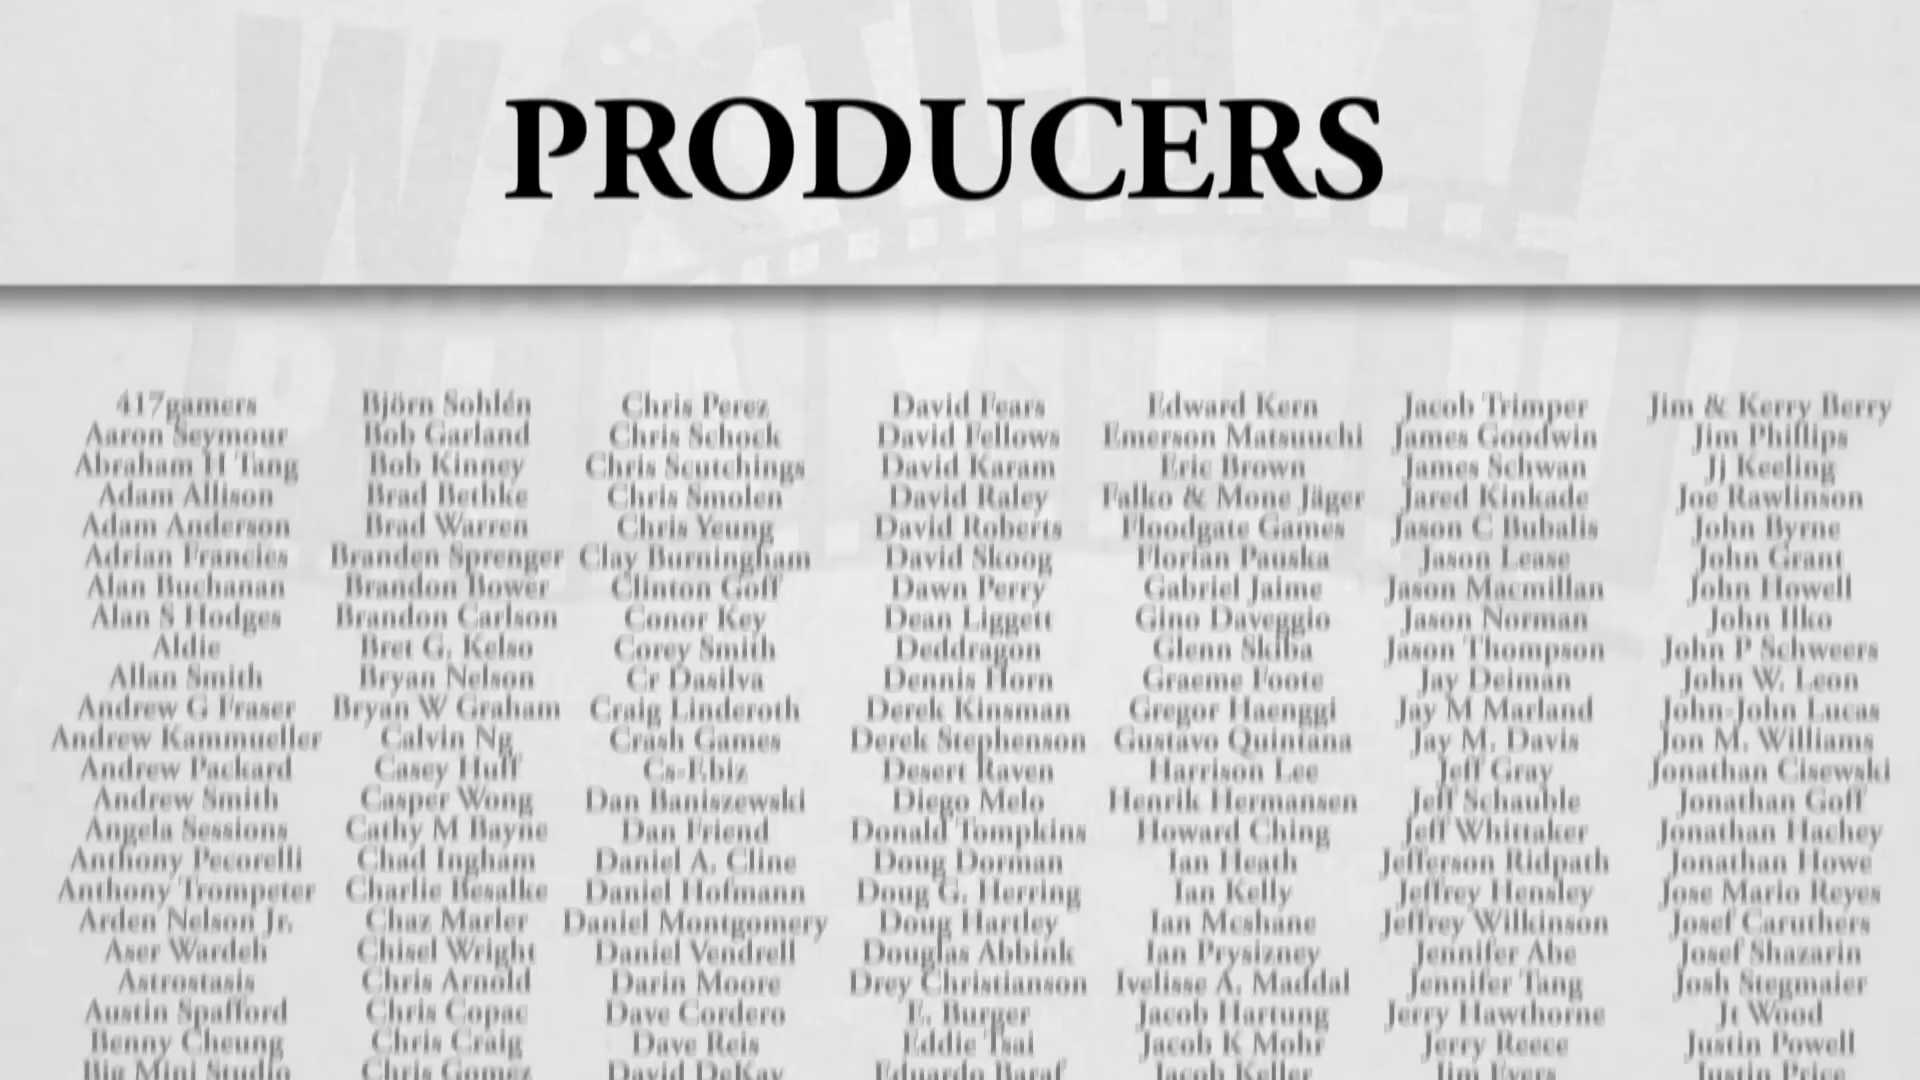 PRODUCERS
417gamers
Aaron Seymour
Abraham H Tang
Adam Allison
Adam Anderson
Adrian Francies
Alan Buchanan
Alan S Hodges
Aldie
Allan Smith
Andrew G Fraser
Andrew Kammueller
Andrew Packard
Andrew Smith
Angela Sessions
Anthony Pecorelli
Anthony Trompeter
Arden Nelson Jr.
Aser Wardeh
Astrostasis
Austin Spafford
Benny Cheung
Big Mini Studio
Björn Sohlén
Bob Garland
Bob Kinney
Brad Bethke
Brad Warren
Branden Sprenger
Brandon Bower
Brandon Carlson
Bret G. Kelso
Bryan Nelson
Bryan W Graham
Calvin Ng
Casey Huff
Casper Wong
Cathy M Bayne
Chad Ingham
Charlie Besalke
Chaz Marler
Chisel Wright
Chris Arnold
Chris Copac
Chris Craig
Chris Gomez
Chris Perez
Chris Schock
Chris Scutchings
Chris Smolen
Chris Yeung
Clay Burningham
Clinton Goff
Conor Key
Corey Smith
Cr Dasilva
Craig Linderoth
Crash Games
Cs-Ebiz
Dan Baniszewski
Dan Friend
Daniel A. Cline
Daniel Hofmann
Daniel Montgomery
Daniel Vendrell
Darin Moore
Dave Cordero
Dave Reis
David DeKay
David Fears
David Fellows
David Karam
David Raley
David Roberts
David Skoog
Dawn Perry
Dean Liggett
Deddragon
Dennis Horn
Derek Kinsman
Derek Stephenson
Desert Raven
Diego Melo
Donald Tompkins
Doug Dorman
Doug G. Herring
Doug Hartley
Douglas Abbink
Drey Christianson
E. Burger
Eddie Tsai
Eduardo Baraf
Edward Kern
Emerson Matsuuchi
Eric Brown
Falko & Mone Jäger
Floodgate Games
Florian Pauska
Gabriel Jaime
Gino Daveggio
Glenn Skiba
Graeme Foote
Gregor Haenggi
Gustavo Quintana
Harrison Lee
Henrik Hermansen
Howard Ching
Ian Heath
Ian Kelly
Ian Mcshane
Ian Prysizney
Ivelisse A. Maddal
Jacob Hartung
Jacob K Mohr
Jacob Keller
Jacob Trimper
James Goodwin
James Schwan
Jared Kinkade
Jason C Bubalis
Jason Lease
Jason Macmillan
Jason Norman
Jason Thompson
Jay Delman
Jay M Marland
Jay M. Davis
Jeff Gray
Jeff Schauble
Jeff Whittaker
Jefferson Ridpath
Jeffrey Hensley
Jeffrey Wilkinson
Jennifer Abe
Jennifer Tang
Jerry Hawthorne
Jerry Reece
Jim Evers
Jim & Kerry Berry
Jim Phillips
Jj Keeling
Joe Rawlinson
John Byrne
John Grant
John Howell
John Ilko
John P Schweers
John W. Leon
John-John Lucas
Jon M. Williams
Jonathan Cisewski
Jonathan Goff
Jonathan Hachey
Jonathan Howe
Jose Mario Reyes
Josef Caruthers
Josef Shazarin
Josh Stegmaier
Jt Wood
Justin Powell
Justin Price